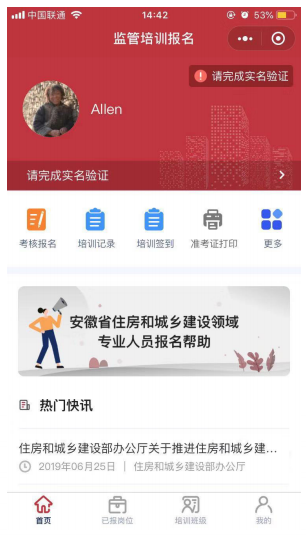 中国联通 14:42 53%
监管培训报名
请完成实名验证
Allen
请完成实名验证
考核报名 培训记录 培训签到 准考证打印 更多
安徽省住房和城乡建设领域
专业人员报名帮助
热门快讯
住房和城乡建设部办公厅关于推进住房和城乡建...
2019年06月25日 | 住房和城乡建设部办公厅
首页 已报岗位 培训班级 我的